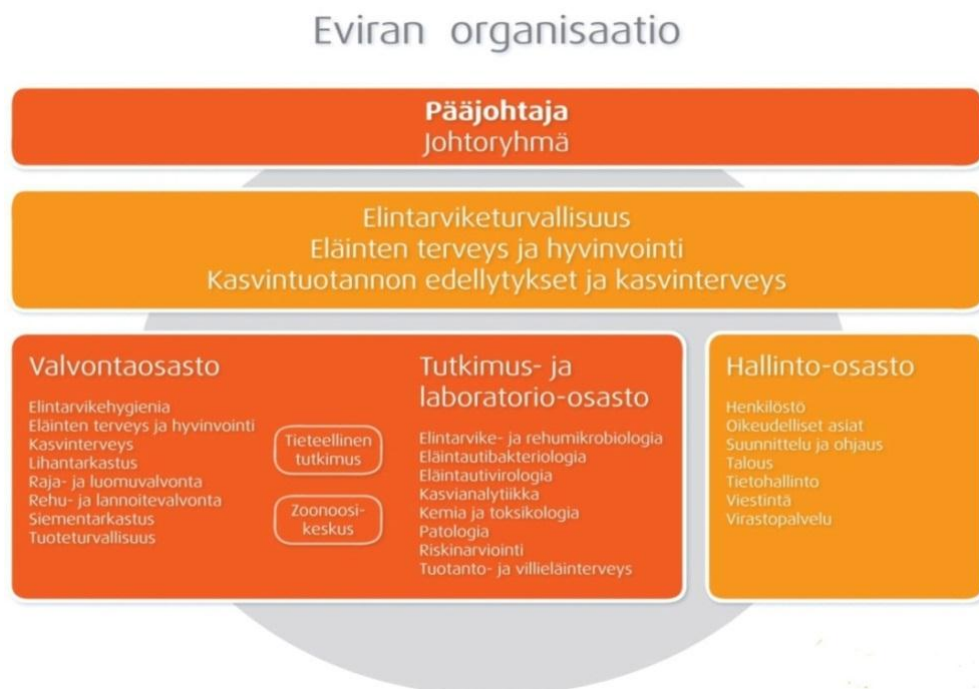 Eviran organisaatio
Pääjohtaja
Johtoryhmä
Elintarviketurvallisuus
Eläinten terveys ja hyvinvointi
Kasvintuotannon edellytykset ja kasvinterveys
Valvontaosasto
Elintarvikehygienia
Eläinten terveys ja hyvinvointi
Kasvinterveys
Lihantarkastus
Raja- ja luomuvalvonta
Rehu- ja lannoitevalvonta
Siementarkastus
Tuoteturvallisuus
Tieteellinen
tutkimus
Zoonoosi-
keskus
Tutkimus- ja
laboratorio-osasto
Elintarvike- ja rehumikrobiologia
Eläintautibakteriologia
Eläintautivirologia
Kasvianalytiikka
Kemia ja toksikologia
Patologia
Riskinarviointi
Tuotanto- ja villieläinterveys
Hallinto-osasto
Henkilöstö
Oikeudelliset asiat
Suunnittelu ja ohjaus
Talous
Tietohallinto
Viestintä
Virastopalvelu